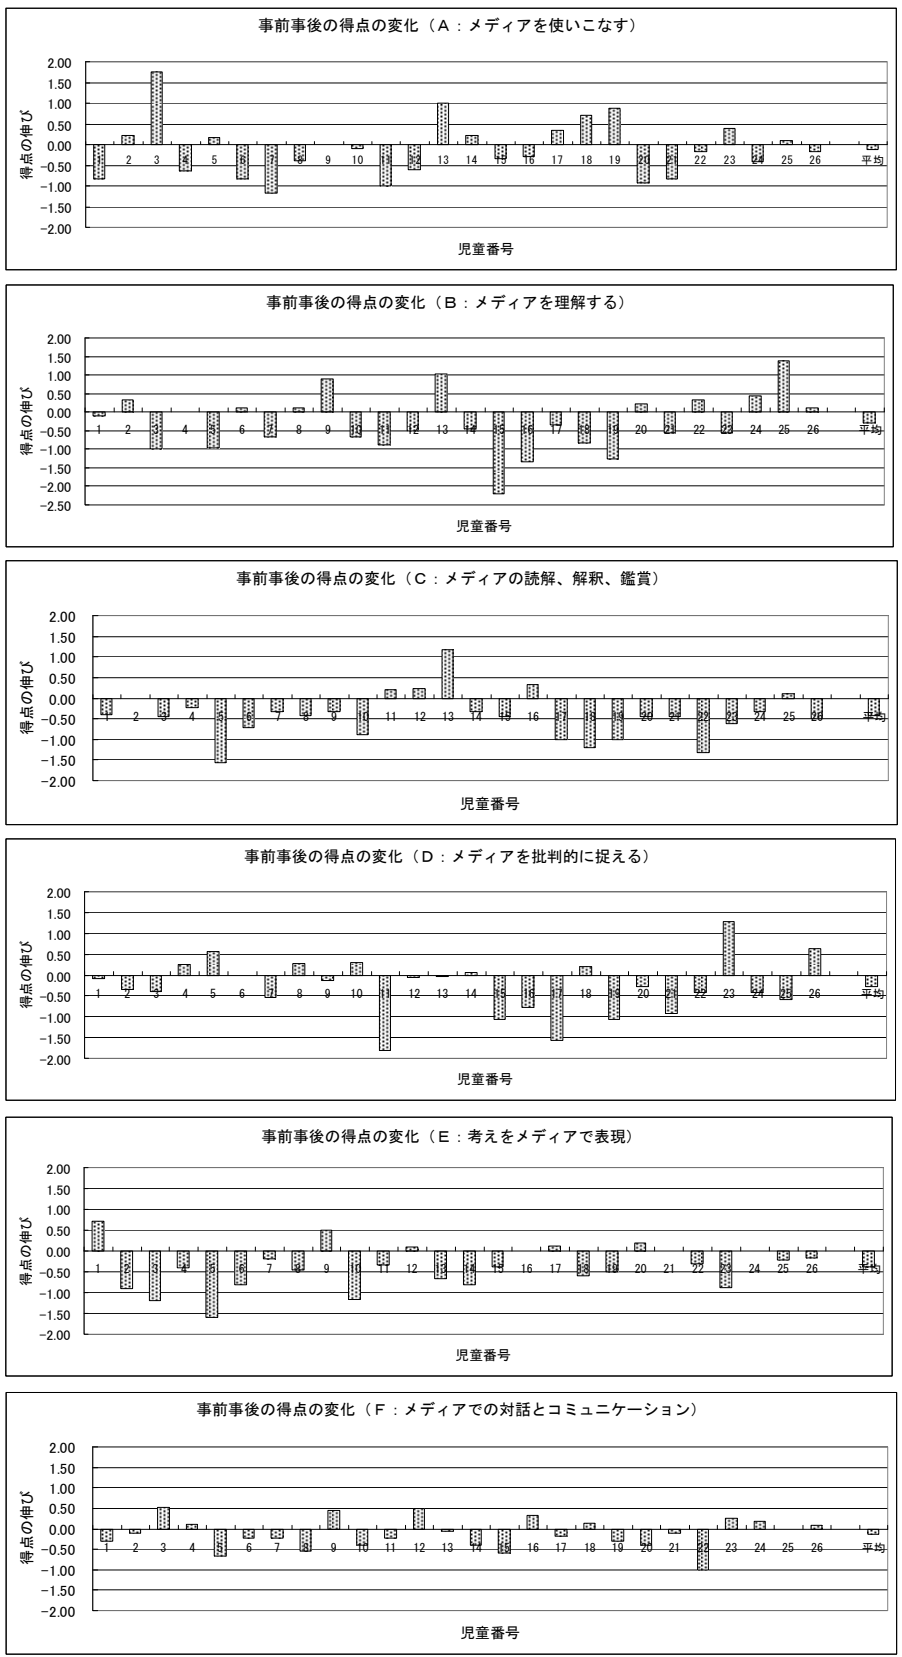 事前事後の得点の変化（Ａ：メディアを使いこなす）
得点の伸び
2.00
1.50
1.00
0.50
0.00
−0.50
−1.00
−1.50
−2.00
1 2 3 4 5 6 7 8 9 10 11 12 13 14 15 16 17 18 19 20 21 22 23 24 25 26 平均
児童番号
事前事後の得点の変化（Ｂ：メディアを理解する）
得点の伸び
2.00
1.50
1.00
0.50
0.00
−0.50
−1.00
−1.50
−2.00
−2.50
1 2 3 4 5 6 7 8 9 10 11 12 13 14 15 16 17 18 19 20 21 22 23 24 25 26 平均
児童番号
事前事後の得点の変化（Ｃ：メディアの読解、解釈、鑑賞）
得点の伸び
2.00
1.50
1.00
0.50
0.00
−0.50
−1.00
−1.50
−2.00
1 2 3 4 5 6 7 8 9 10 11 12 13 14 15 16 17 18 19 20 21 22 23 24 25 26 平均
児童番号
事前事後の得点の変化（Ｄ：メディアを批判的に捉える）
得点の伸び
2.00
1.50
1.00
0.50
0.00
−0.50
−1.00
−1.50
−2.00
1 2 3 4 5 6 7 8 9 10 11 12 13 14 15 16 17 18 19 20 21 22 23 24 25 26 平均
児童番号
事前事後の得点の変化（Ｅ：考えをメディアで表現）
得点の伸び
2.00
1.50
1.00
0.50
0.00
−0.50
−1.00
−1.50
−2.00
1 2 3 4 5 6 7 8 9 10 11 12 13 14 15 16 17 18 19 20 21 22 23 24 25 26 平均
児童番号
事前事後の得点の変化（Ｆ：メディアでの対話とコミュニケーション）
得点の伸び
2.00
1.50
1.00
0.50
0.00
−0.50
−1.00
−1.50
−2.00
1 2 3 4 5 6 7 8 9 10 11 12 13 14 15 16 17 18 19 20 21 22 23 24 25 26 平均
児童番号